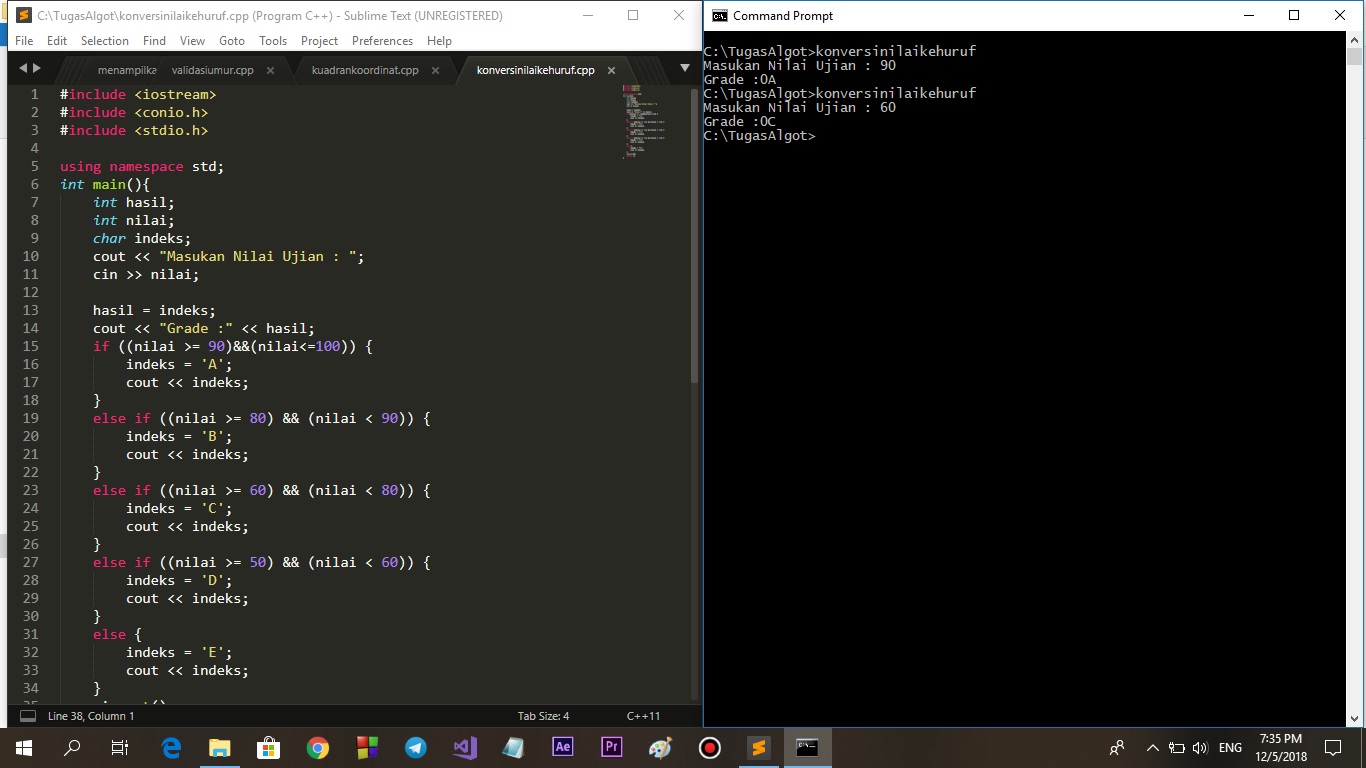 C:\TugasAlgot\konversinilaikehuruf.cpp (Program C++) - Sublime Text (UNREGISTERED)
File Edit Selection Find View Goto Tools Project Preferences Help
menampilka validasiumur.cpp kuadrankoordinat.cpp konversinilaikehuruf.cpp
1 #include <iostream>
2 #include <conio.h>
3 #include <stdio.h>
4
5 using namespace std;
6 int main(){
7 int hasil;
8 int nilai;
9 char indeks;
10 cout << "Masukan Nilai Ujian : ";
11 cin >> nilai;
12
13 hasil = indeks;
14 cout << "Grade :" << hasil;
15 if ((nilai >= 90)&&(nilai<=100)) {
16 indeks = 'A';
17 cout << indeks;
18 }
19 else if ((nilai >= 80) && (nilai < 90)) {
20 indeks = 'B';
21 cout << indeks;
22 }
23 else if ((nilai >= 60) && (nilai < 80)) {
24 indeks = 'C';
25 cout << indeks;
26 }
27 else if ((nilai >= 50) && (nilai < 60)) {
28 indeks = 'D';
29 cout << indeks;
30 }
31 else {
32 indeks = 'E';
33 cout << indeks;
34 }
Line 38, Column 1 Tab Size: 4 C++11
Command Prompt
C:\TugasAlgot>konversinilaikehuruf
Masukan Nilai Ujian : 90
Grade :0A
C:\TugasAlgot>konversinilaikehuruf
Masukan Nilai Ujian : 60
Grade :0C
C:\TugasAlgot>
Ae Pr ENG
7:35 PM
12/5/2018